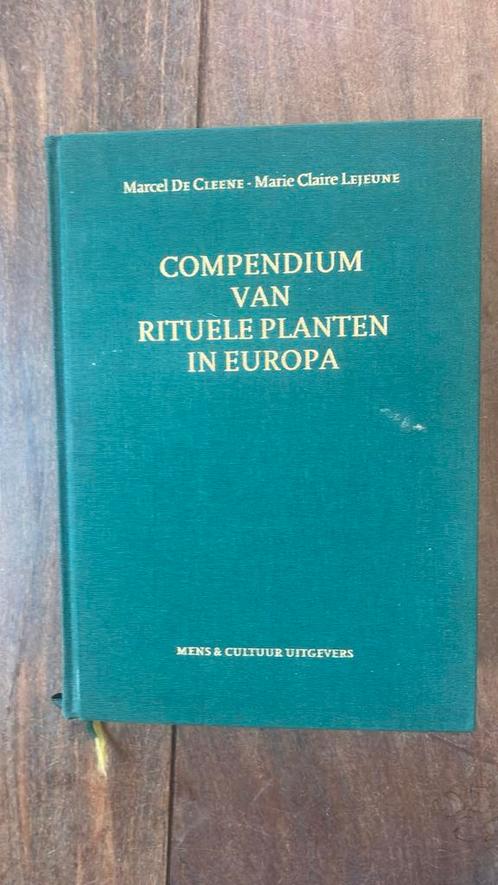 Marcel De Cleene - Marie Claire Lejeune
COMPENDIUM
VAN
RITUELE PLANTEN
IN EUROPA
MENS & CULTUUR UITGEVERS